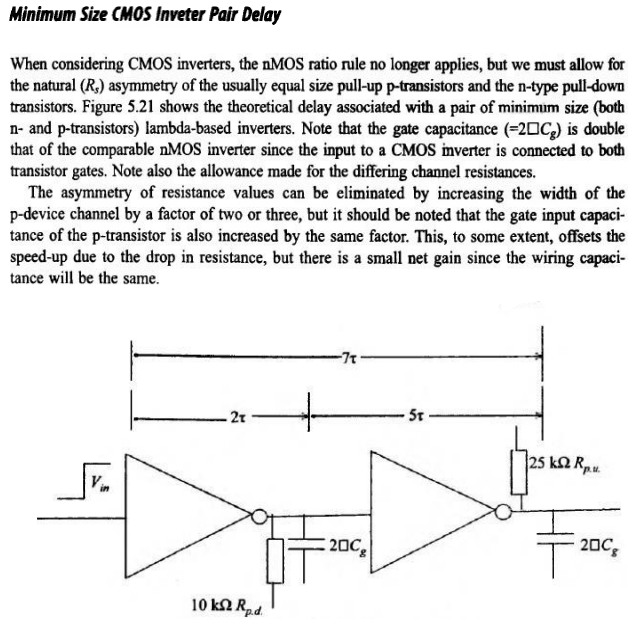 Minimum Size CMOS Inveter Pair Delay
When considering CMOS inverters, the nMOS ratio rule no longer applies, but we must allow for
the natural (Rₛ) asymmetry of the usually equal size pull-up p-transistors and the n-type pull-down
transistors. Figure 5.21 shows the theoretical delay associated with a pair of minimum size (both
n- and p-transistors) lambda-based inverters. Note that the gate capacitance (=2□Cg) is double
that of the comparable nMOS inverter since the input to a CMOS inverter is connected to both
transistor gates. Note also the allowance made for the differing channel resistances.
The asymmetry of resistance values can be eliminated by increasing the width of the
p-device channel by a factor of two or three, but it should be noted that the gate input capaci-
tance of the p-transistor is also increased by the same factor. This, to some extent, offsets the
speed-up due to the drop in resistance, but there is a small net gain since the wiring capaci-
tance will be the same.
7τ
2τ
5τ
25 kΩ Rp.u.
Vin
2□Cg
2□Cg
10 kΩ Rp.d.